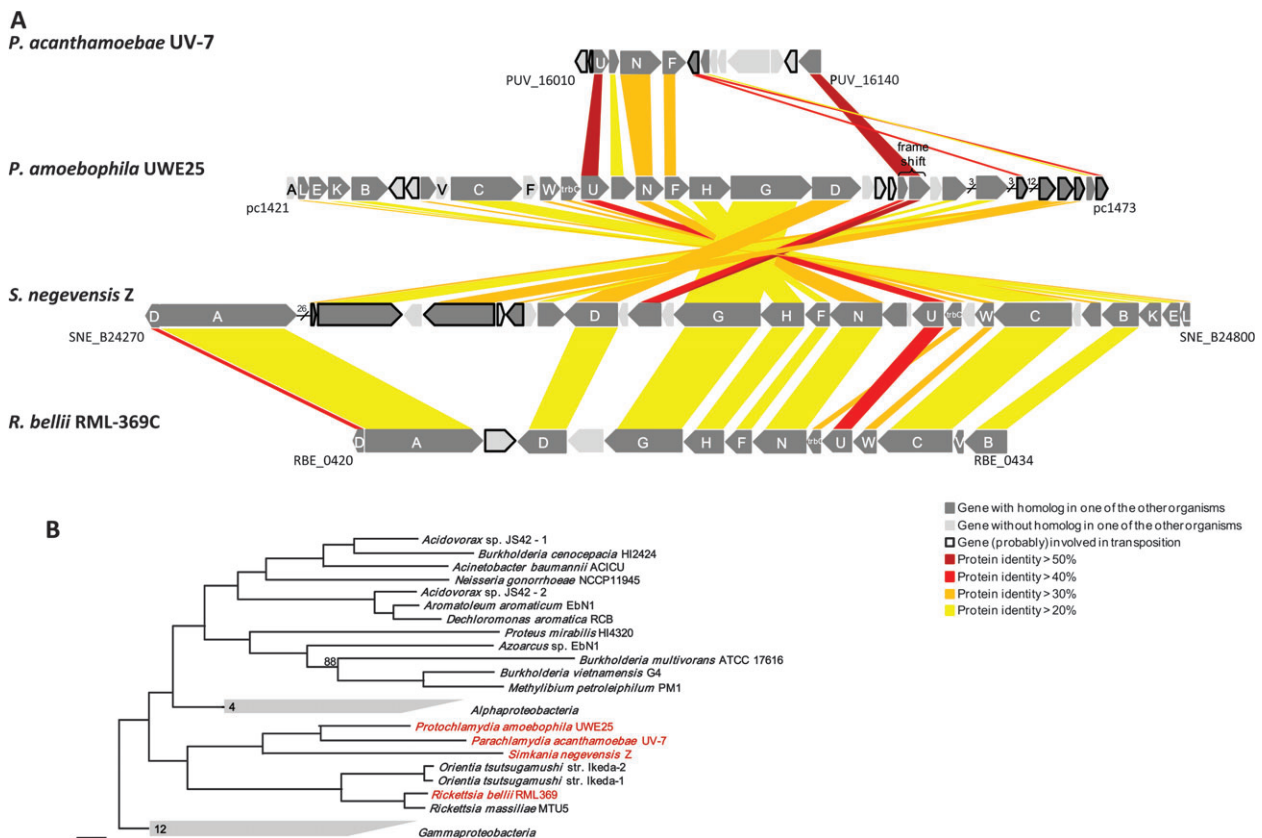 A
P. acanthamoebae UV-7
U N F
PUV_16010 PUV_16140
frame
shift
P. amoebophila UWE25
A L E K B V C F W trbC U N F H G D 3 3 12
pc1421 pc1473
S. negevensis Z
D A 26 D G H F N U trbC W C B K E L
SNE_B24270 SNE_B24800
R. bellii RML-369C
D A D G H F N trbC U W C V B
RBE_0420 RBE_0434
Gene with homolog in one of the other organisms
Gene without homolog in one of the other organisms
Gene (probably) involved in transposition
Protein identity > 50%
Protein identity > 40%
Protein identity > 30%
Protein identity > 20%
B
Acidovorax sp. JS42 - 1
Burkholderia cenocepacia HI2424
Acinetobacter baumannii ACICU
Neisseria gonorrhoeae NCCP11945
Acidovorax sp. JS42 - 2
Aromatoleum aromaticum EbN1
Dechloromonas aromatica RCB
Proteus mirabilis HI4320
Azoarcus sp. EbN1
88
Burkholderia multivorans ATCC 17616
Burkholderia vietnamensis G4
Methylibium petroleiphilum PM1
4 Alphaproteobacteria
Protochlamydia amoebophila UWE25
Parachlamydia acanthamoebae UV-7
Simkania negevensis Z
Orientia tsutsugamushi str. Ikeda-2
Orientia tsutsugamushi str. Ikeda-1
Rickettsia bellii RML369
Rickettsia massiliae MTU5
12 Gammaproteobacteria